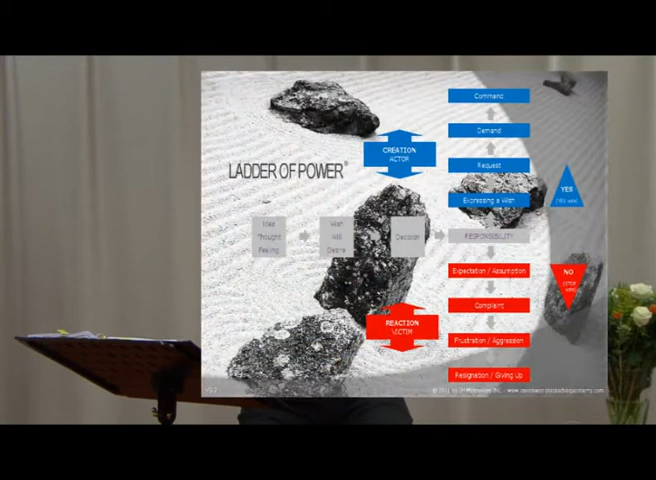 Command
Demand
CREATION
ACTOR
Request
LADDER OF POWER®
YES
Expressing a Wish
Idea
Thought
Feeling
Wish
Will
Desire
Decision
RESPONSIBILITY
Expectation / Assumption
NO
Complaint
REACTION
VICTIM
Frustration / Aggression
Resignation / Giving Up